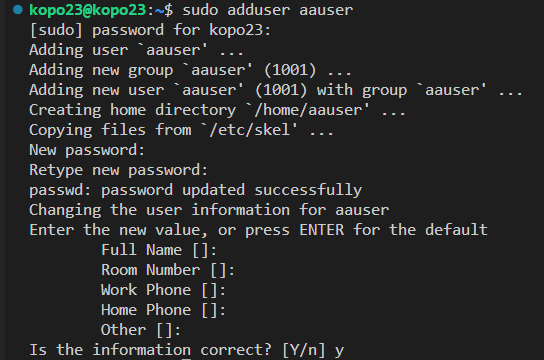 kopo23@kopo23:~$ sudo adduser aauser
[sudo] password for kopo23:
Adding user `aauser' ...
Adding new group `aauser' (1001) ...
Adding new user `aauser' (1001) with group `aauser' ...
Creating home directory `/home/aauser' ...
Copying files from `/etc/skel' ...
New password:
Retype new password:
passwd: password updated successfully
Changing the user information for aauser
Enter the new value, or press ENTER for the default
Full Name []:
Room Number []:
Work Phone []:
Home Phone []:
Other []:
Is the information correct? [Y/n] y